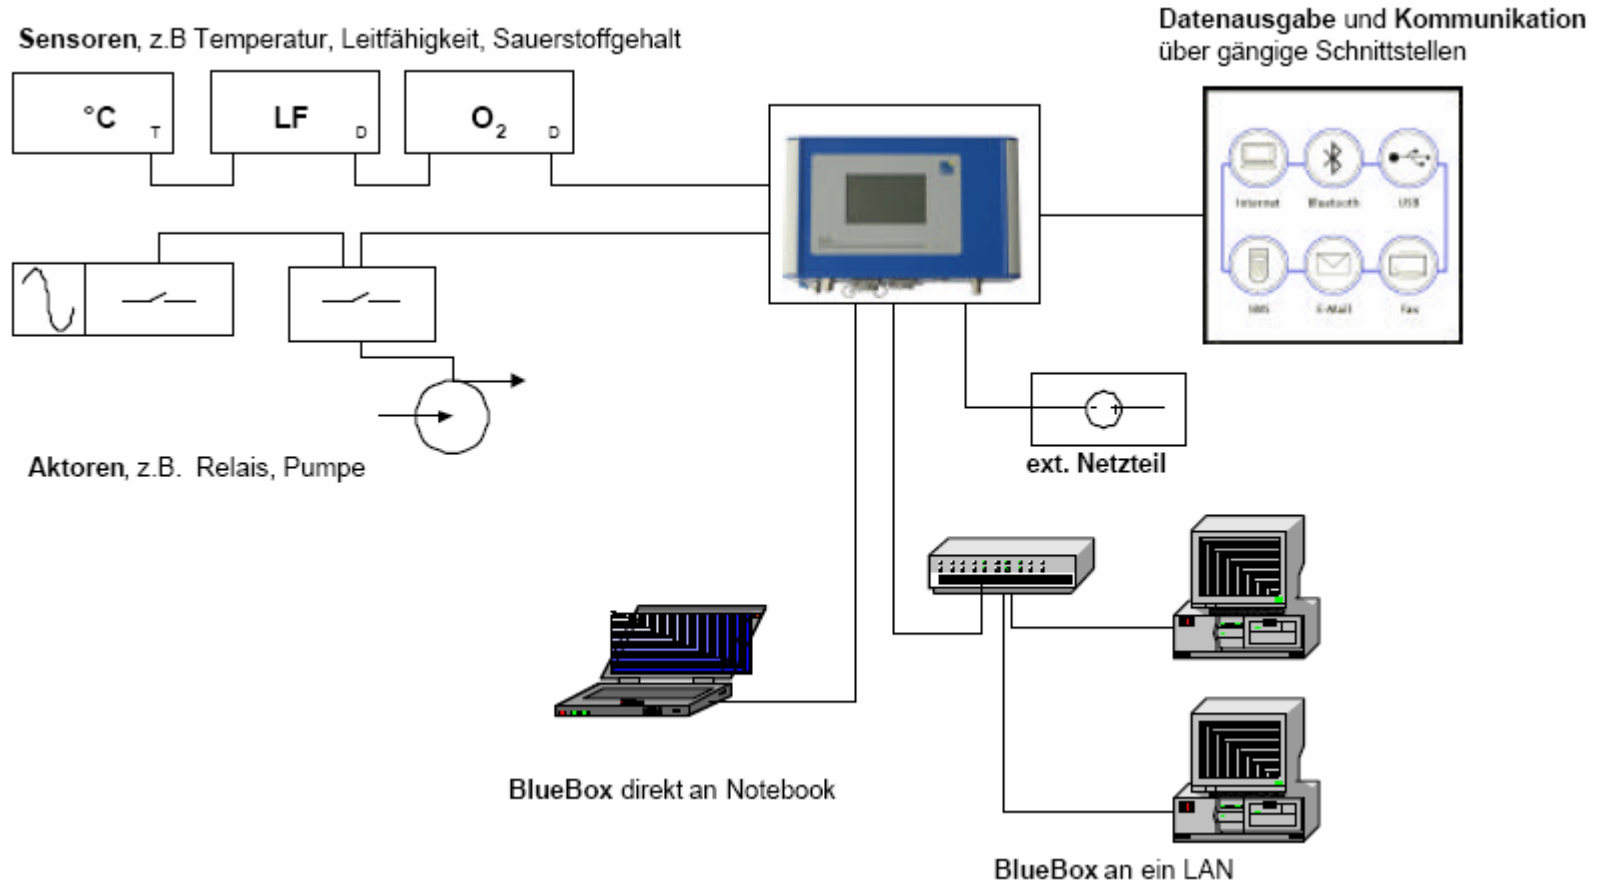 Datenausgabe und Kommunikation
über gängige Schnittstellen
Sensoren, z.B Temperatur, Leitfähigkeit, Sauerstoffgehalt
°C T
LF D
O₂ D
Internet Bluetooth USB
SMS E-Mail Fax
ext. Netzteil
Aktoren, z.B. Relais, Pumpe
BlueBox direkt an Notebook
BlueBox an ein LAN